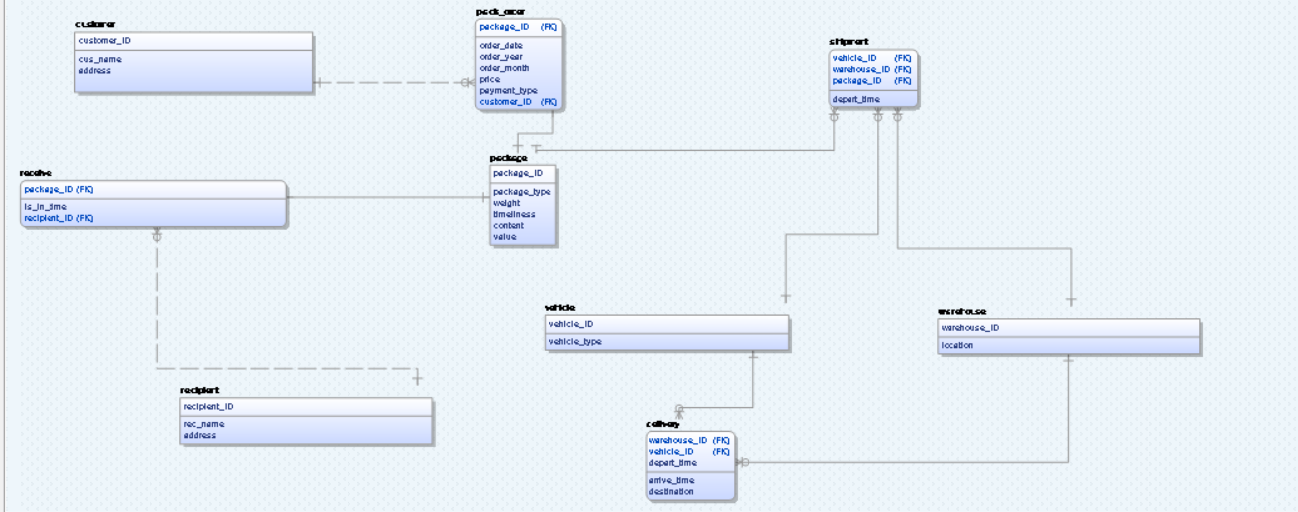 customer
customer_ID
cus_name
address
pack_order
package_ID (FK)
order_date
order_year
order_month
price
payment_type
customer_ID (FK)
shipment
vehicle_ID (FK)
warehouse_ID (FK)
package_ID (FK)
depart_time
package
package_ID
package_type
weight
timeliness
content
value
receive
package_ID (FK)
is_in_time
recipient_ID (FK)
vehicle
vehicle_ID
vehicle_type
warehouse
warehouse_ID
location
recipient
recipient_ID
rec_name
address
delivery
warehouse_ID (FK)
vehicle_ID (FK)
depart_time
arrive_time
destination